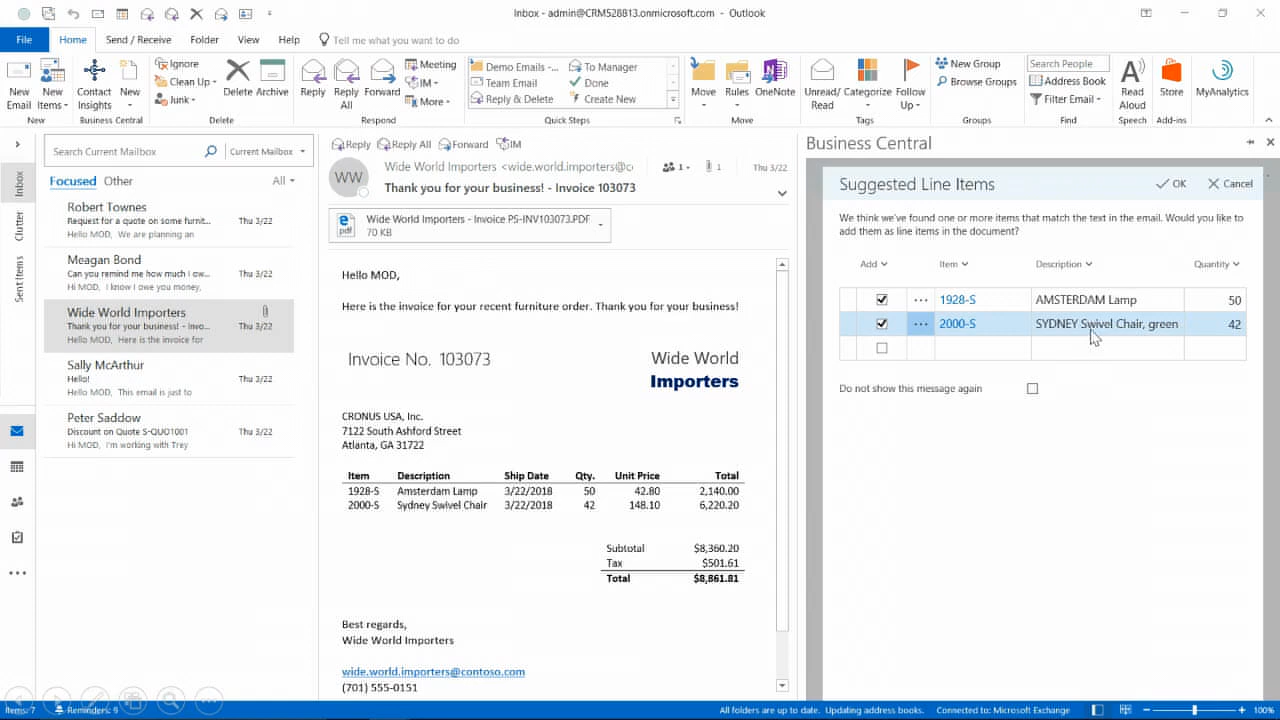 Inbox - admin@CRM528813.onmicrosoft.com - Outlook
File Home Send / Receive Folder View Help Tell me what you want to do
New Email
New Items
Contact Insights
New
Ignore
Clean Up
Junk
Delete
Archive
Reply
Reply All
Forward
Meeting
IM
More
Demo Emails -...
Team Email
Reply & Delete
To Manager
Done
Create New
Move
Rules
OneNote
Unread/ Read
Categorize
Follow Up
New Group
Browse Groups
Search People
Address Book
Filter Email
Read Aloud
Store
MyAnalytics
New Business Central Delete Respond Quick Steps Move Tags Groups Find Speech Add-ins
Inbox
Clutter
Sent Items
Search Current Mailbox Current Mailbox
Focused Other All
Robert Townes
Request for a quote on some furnit... Thu 3/22
Hello MOD, We are planning an
Meagan Bond
Can you remind me how much I ow... Thu 3/22
Hello MOD, I know I owe you money,
Wide World Importers
Thank you for your business! - Invo... Thu 3/22
Hello MOD, Here is the invoice for
Sally McArthur
Hello! Thu 3/22
Hello MOD, This email is just to
Peter Saddow
Discount on Quote S-QUO1001 Thu 3/22
Hi MOD, I'm working with Trey
Reply Reply All Forward IM
WW
Wide World Importers <wide.world.importers@c 1 1 Thu 3/22
Thank you for your business! - Invoice 103073
pdf
Wide World Importers - Invoice PS-INV103073.PDF
70 KB
Hello MOD,
Here is the invoice for your recent furniture order. Thank you for your business!
Invoice No. 103073
Wide World
Importers
CRONUS USA, Inc.
7122 South Ashford Street
Atlanta, GA 31722
Item Description Ship Date Qty. Unit Price Total
1928-S Amsterdam Lamp 3/22/2018 50 42.80 2,140.00
2000-S Sydney Swivel Chair 3/22/2018 42 148.10 6,220.20
Subtotal $8,360.20
Tax $501.61
Total $8,861.81
Best regards,
Wide World Importers
wide.world.importers@contoso.com
(701) 555-0151
Business Central
Suggested Line Items OK Cancel
We think we've found one or more items that match the text in the email. Would you like to
add them as line items in the document?
Add Item Description Quantity
1928-S AMSTERDAM Lamp 50
2000-S SYDNEY Swivel Chair, green 42
Do not show this message again
Items: 7 Reminders: 9 All folders are up to date. Updating address books. Connected to: Microsoft Exchange 100%